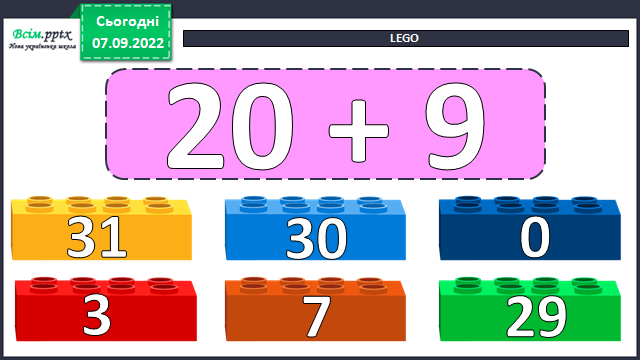 Всім.pptx
Нова українська школа
Сьогодні
07.09.2022
LEGO
20 + 9
31 30 0
3 7 29